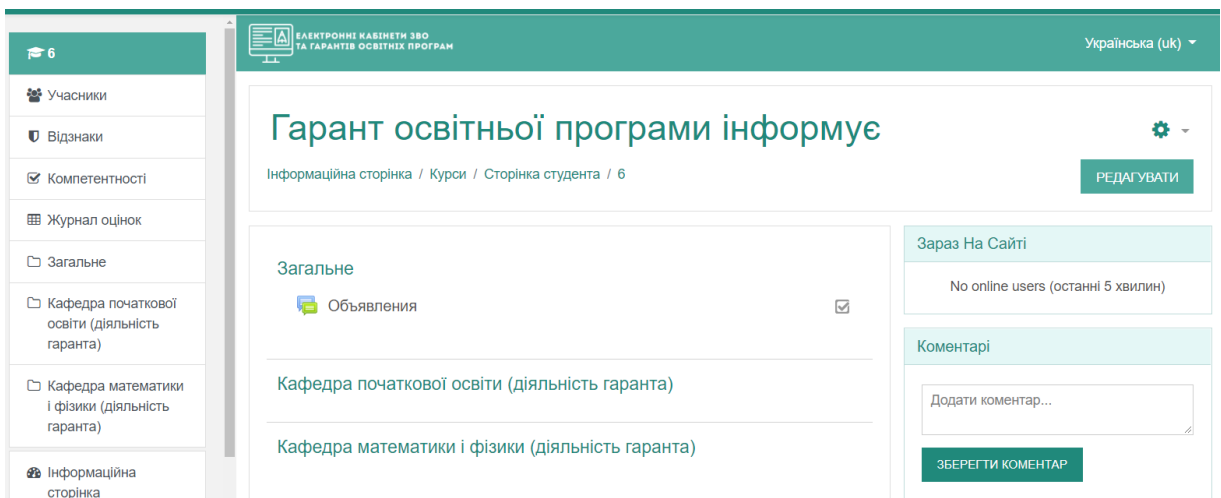 6
Учасники
Відзнаки
Компетентності
Журнал оцінок
Загальне
Кафедра початкової
освіти (діяльність
гаранта)
Кафедра математики
і фізики (діяльність
гаранта)
Інформаційна
сторінка
ЕЛЕКТРОННІ КАБІНЕТИ ЗВО
ТА ГАРАНТІВ ОСВІТНІХ ПРОГРАМ
Українська (uk)
Гарант освітньої програми інформує
Інформаційна сторінка / Курси / Сторінка студента / 6
РЕДАГУВАТИ
Загальне
Объявления
Кафедра початкової освіти (діяльність гаранта)
Кафедра математики і фізики (діяльність гаранта)
Зараз На Сайті
No online users (останні 5 хвилин)
Коментарі
Додати коментар...
ЗБЕРЕГТИ КОМЕНТАР